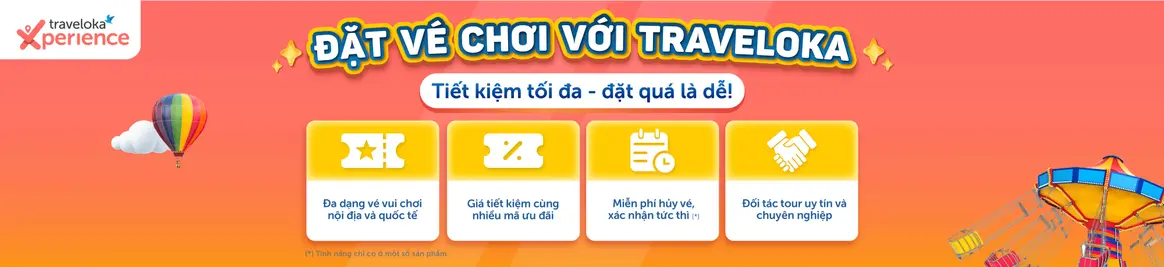 traveloka
Xperience
ĐẶT VÉ CHƠI VỚI TRAVELOKA
Tiết kiệm tối đa - đặt quá là dễ!
Đa dạng vé vui chơi
nội địa và quốc tế
Giá tiết kiệm cùng
nhiều mã ưu đãi
Miễn phí hủy vé,
xác nhận tức thì (*)
Đối tác tour uy tín và
chuyên nghiệp
(*) Tính năng chỉ có ở một số sản phẩm